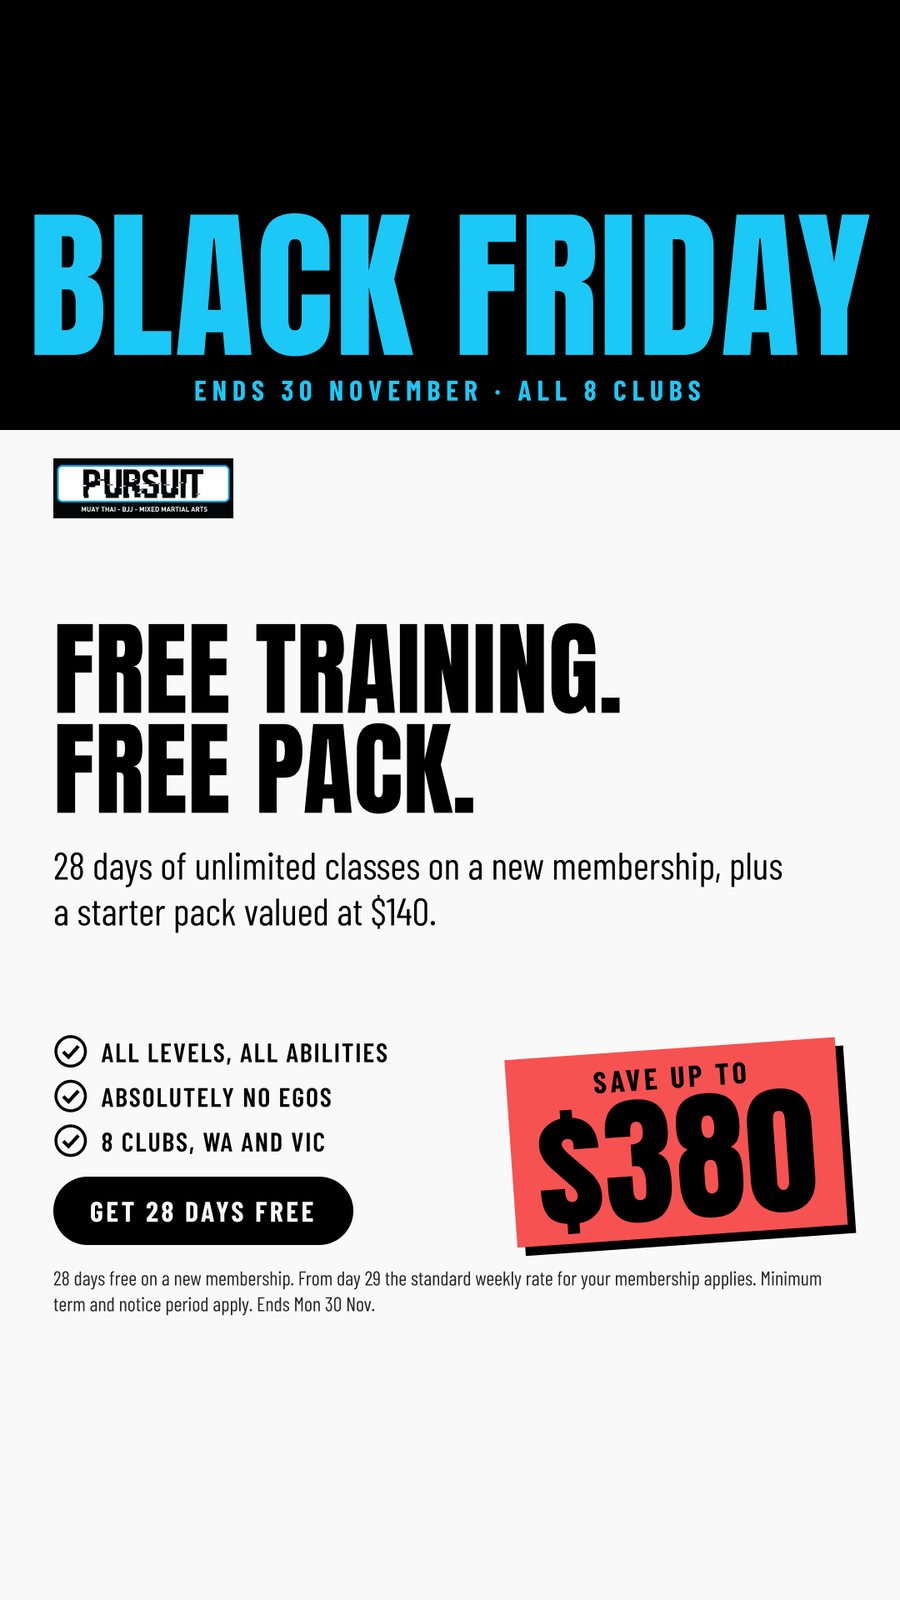 BLACK FRIDAY
ENDS 30 NOVEMBER · ALL 8 CLUBS
PURSUIT
MUAY THAI - BJJ - MIXED MARTIAL ARTS
FREE TRAINING.
FREE PACK.
28 days of unlimited classes on a new membership, plus
a starter pack valued at $140.
ALL LEVELS, ALL ABILITIES
ABSOLUTELY NO EGOS
8 CLUBS, WA AND VIC
SAVE UP TO
$380
GET 28 DAYS FREE
28 days free on a new membership. From day 29 the standard weekly rate for your membership applies. Minimum
term and notice period apply. Ends Mon 30 Nov.